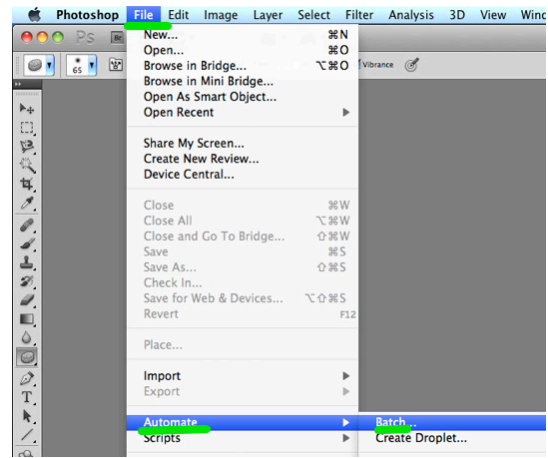 Photoshop File Edit Image Layer Select Filter Analysis 3D View Wind
Ps Br
65 Vibrance
New... ⌘N
Open... ⌘O
Browse in Bridge... ⌥⌘O
Browse in Mini Bridge...
Open As Smart Object...
Open Recent ▶
Share My Screen...
Create New Review...
Device Central...
Close ⌘W
Close All ⌥⌘W
Close and Go To Bridge... ⇧⌘W
Save ⌘S
Save As... ⇧⌘S
Check In...
Save for Web & Devices... ⌥⇧⌘S
Revert F12
Place...
Import ▶
Export ▶
Automate ▶ Batch...
Scripts ▶ Create Droplet...